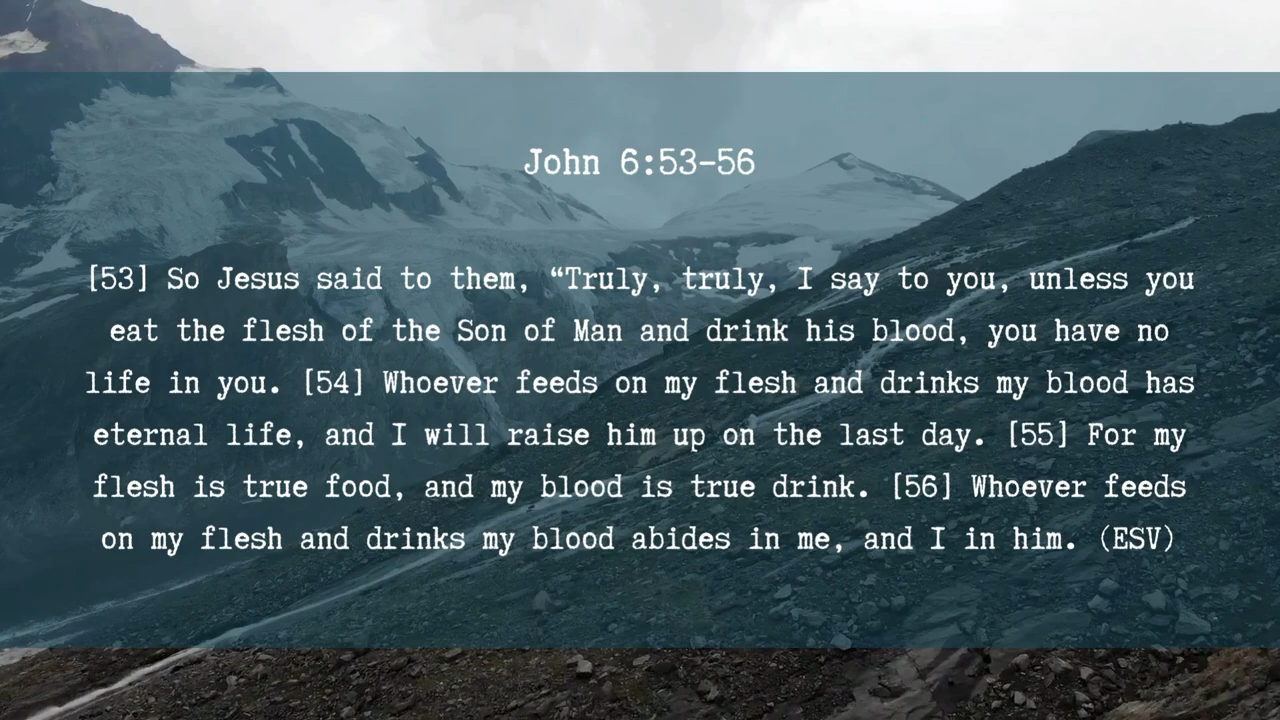 John 6:53-56
[53] So Jesus said to them, “Truly, truly, I say to you, unless you
eat the flesh of the Son of Man and drink his blood, you have no
life in you. [54] Whoever feeds on my flesh and drinks my blood has
eternal life, and I will raise him up on the last day. [55] For my
flesh is true food, and my blood is true drink. [56] Whoever feeds
on my flesh and drinks my blood abides in me, and I in him. (ESV)